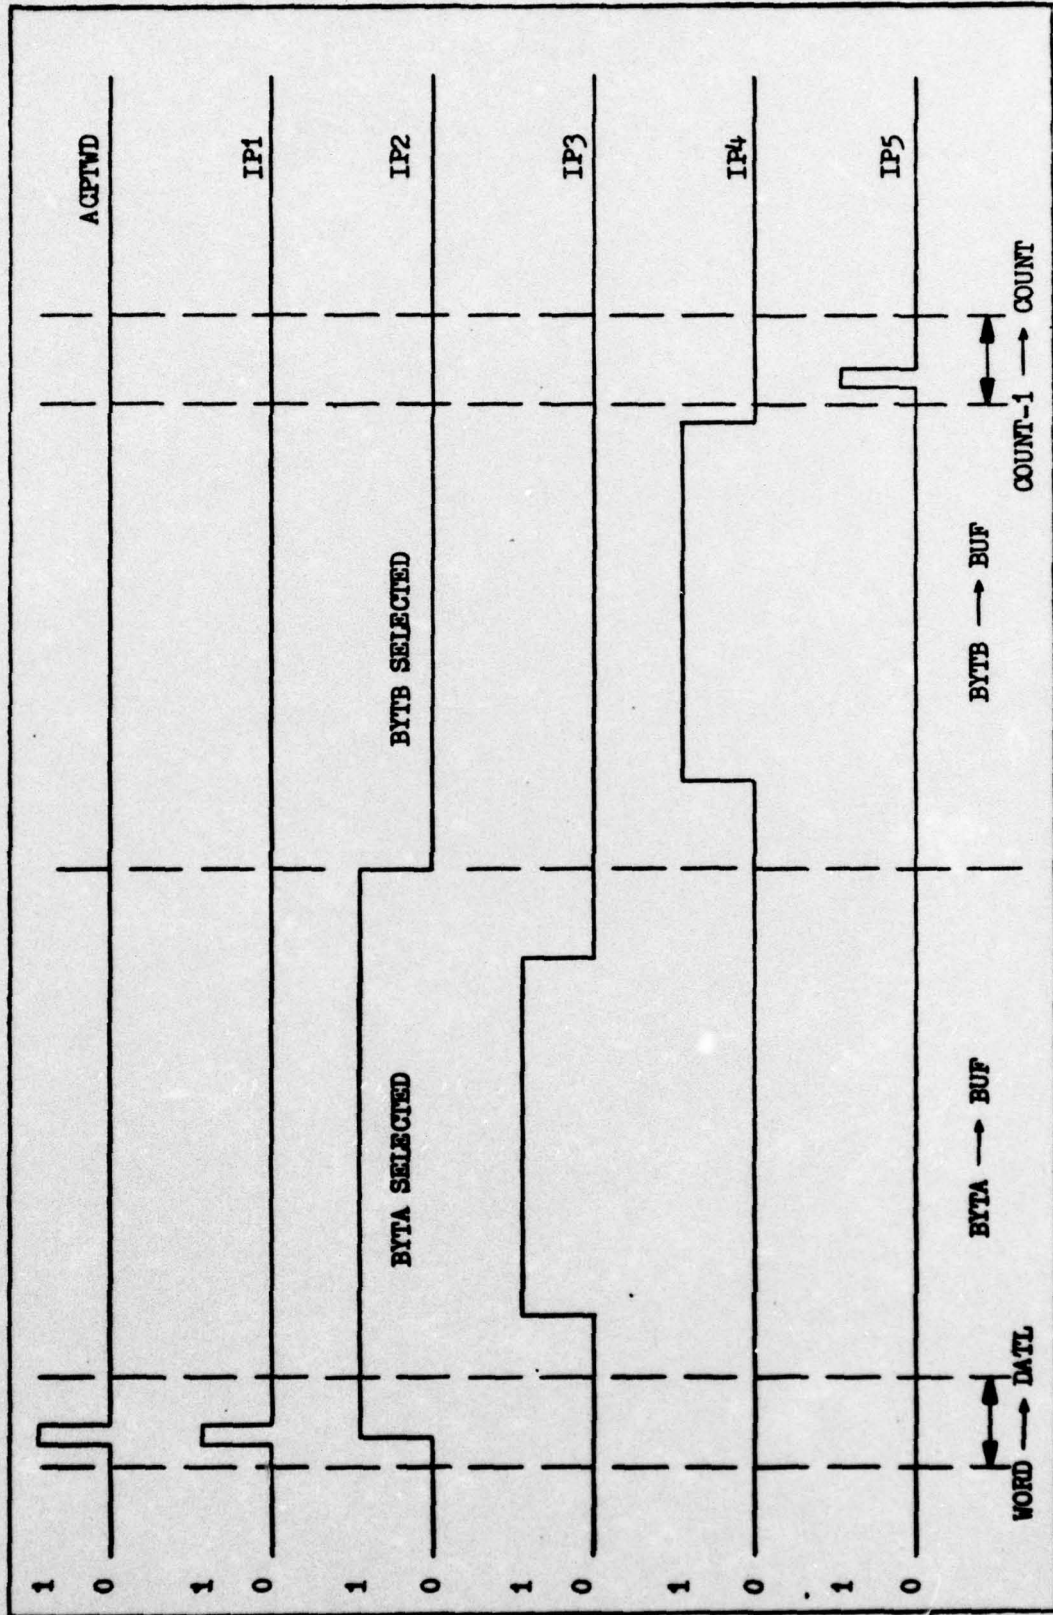 1
0
ACPTWD
1
0
IP1
1
0
BYTA SELECTED
BYTB SELECTED
IP2
1
0
IP3
1
0
IP4
1
0
IP5
WORD → DATL
BYTA → BUF
BYTB → BUF
COUNT-1 → COUNT